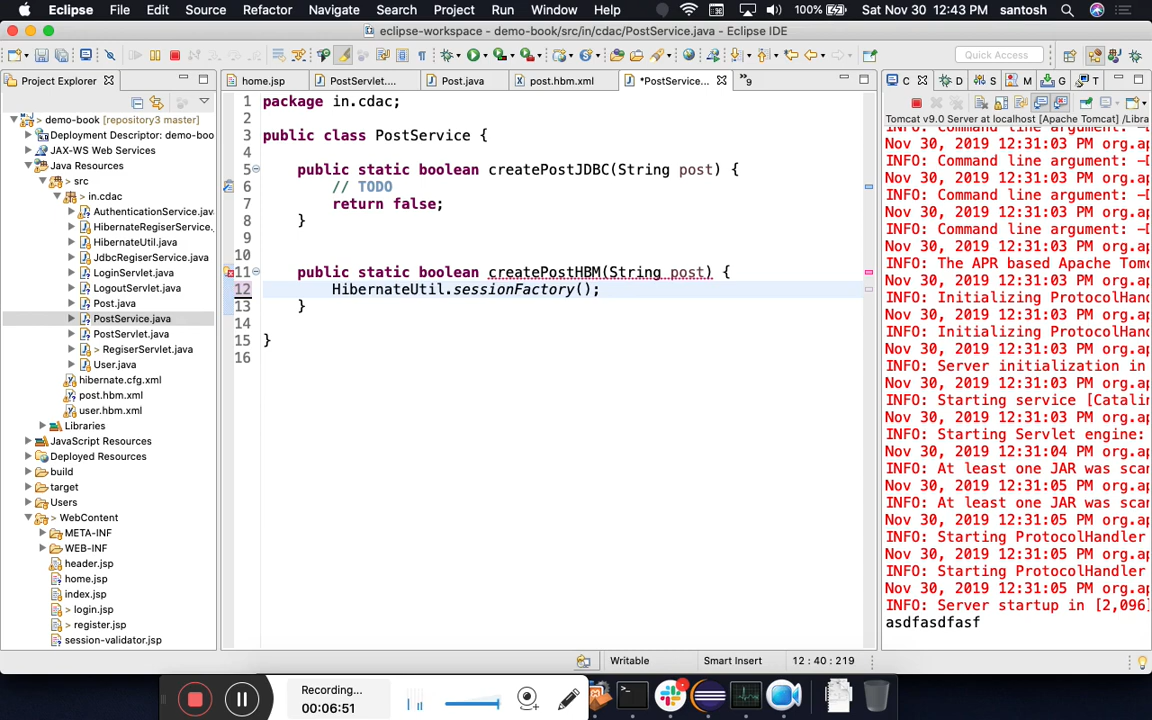 Eclipse File Edit Source Refactor Navigate Search Project Run Window Help 100% Sat Nov 30 12:43 PM santosh
eclipse-workspace - demo-book/src/in/cdac/PostService.java - Eclipse IDE
Quick Access
Project Explorer
home.jsp PostServlet.... Post.java post.hbm.xml *PostService... »9
C D S M G T
demo-book [repository3 master]
Deployment Descriptor: demo-boo
JAX-WS Web Services
Java Resources
src
in.cdac
AuthenticationService.java
HibernateRegiserService.
HibernateUtil.java
JdbcRegiserService.java
LoginServlet.java
LogoutServlet.java
Post.java
PostService.java
PostServlet.java
> RegiserServlet.java
User.java
hibernate.cfg.xml
post.hbm.xml
user.hbm.xml
Libraries
JavaScript Resources
Deployed Resources
build
target
Users
> WebContent
META-INF
WEB-INF
header.jsp
home.jsp
index.jsp
> login.jsp
> register.jsp
session-validator.jsp
1 package in.cdac;
2
3 public class PostService {
4
5 public static boolean createPostJDBC(String post) {
6 // TODO
7 return false;
8 }
9
10
11 public static boolean createPostHBM(String post) {
12 HibernateUtil.sessionFactory();
13 }
14
15 }
16
Tomcat v9.0 Server at localhost [Apache Tomcat] /Libra
INFO: Command line argument: -D
Nov 30, 2019 12:31:03 PM org.ap
INFO: Command line argument: -D
Nov 30, 2019 12:31:03 PM org.ap
INFO: Command line argument: -D
Nov 30, 2019 12:31:03 PM org.ap
INFO: Command line argument: -D
Nov 30, 2019 12:31:03 PM org.ap
INFO: The APR based Apache Tomc
Nov 30, 2019 12:31:03 PM org.ap
INFO: Initializing ProtocolHand
Nov 30, 2019 12:31:03 PM org.ap
INFO: Initializing ProtocolHand
Nov 30, 2019 12:31:03 PM org.ap
INFO: Server initialization in
Nov 30, 2019 12:31:03 PM org.ap
INFO: Starting service [Catalin
Nov 30, 2019 12:31:03 PM org.ap
INFO: Starting Servlet engine:
Nov 30, 2019 12:31:04 PM org.ap
INFO: At least one JAR was scan
Nov 30, 2019 12:31:05 PM org.ap
INFO: At least one JAR was scan
Nov 30, 2019 12:31:05 PM org.ap
INFO: Starting ProtocolHandler
Nov 30, 2019 12:31:05 PM org.ap
INFO: Starting ProtocolHandler
Nov 30, 2019 12:31:05 PM org.ap
INFO: Server startup in [2,096]
asdfasdfasf
Writable Smart Insert 12 : 40 : 219
Recording...
00:06:51